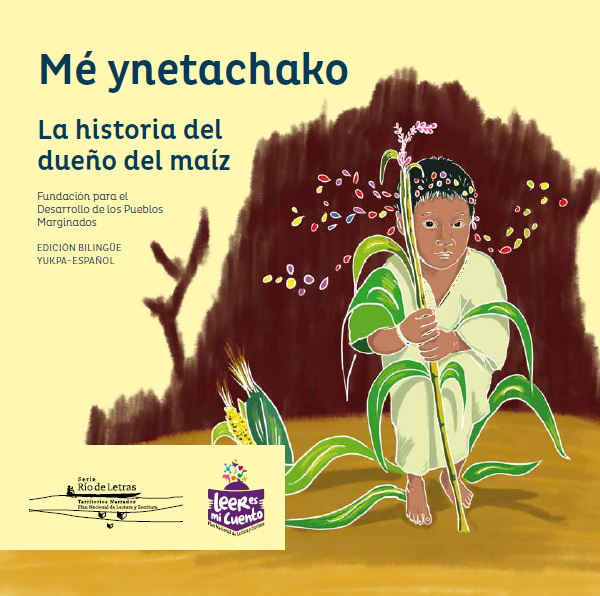 Mé ynetachako
La historia del
dueño del maíz
Fundación para el
Desarrollo de los Pueblos
Marginados
EDICIÓN BILINGÜE
YUKPA-ESPAÑOL
Serie
Río de Letras
Territorios Narrados
Plan Nacional de Lectura y Escritura
Leer es
mi Cuento
Plan Nacional de Lectura y Escritura